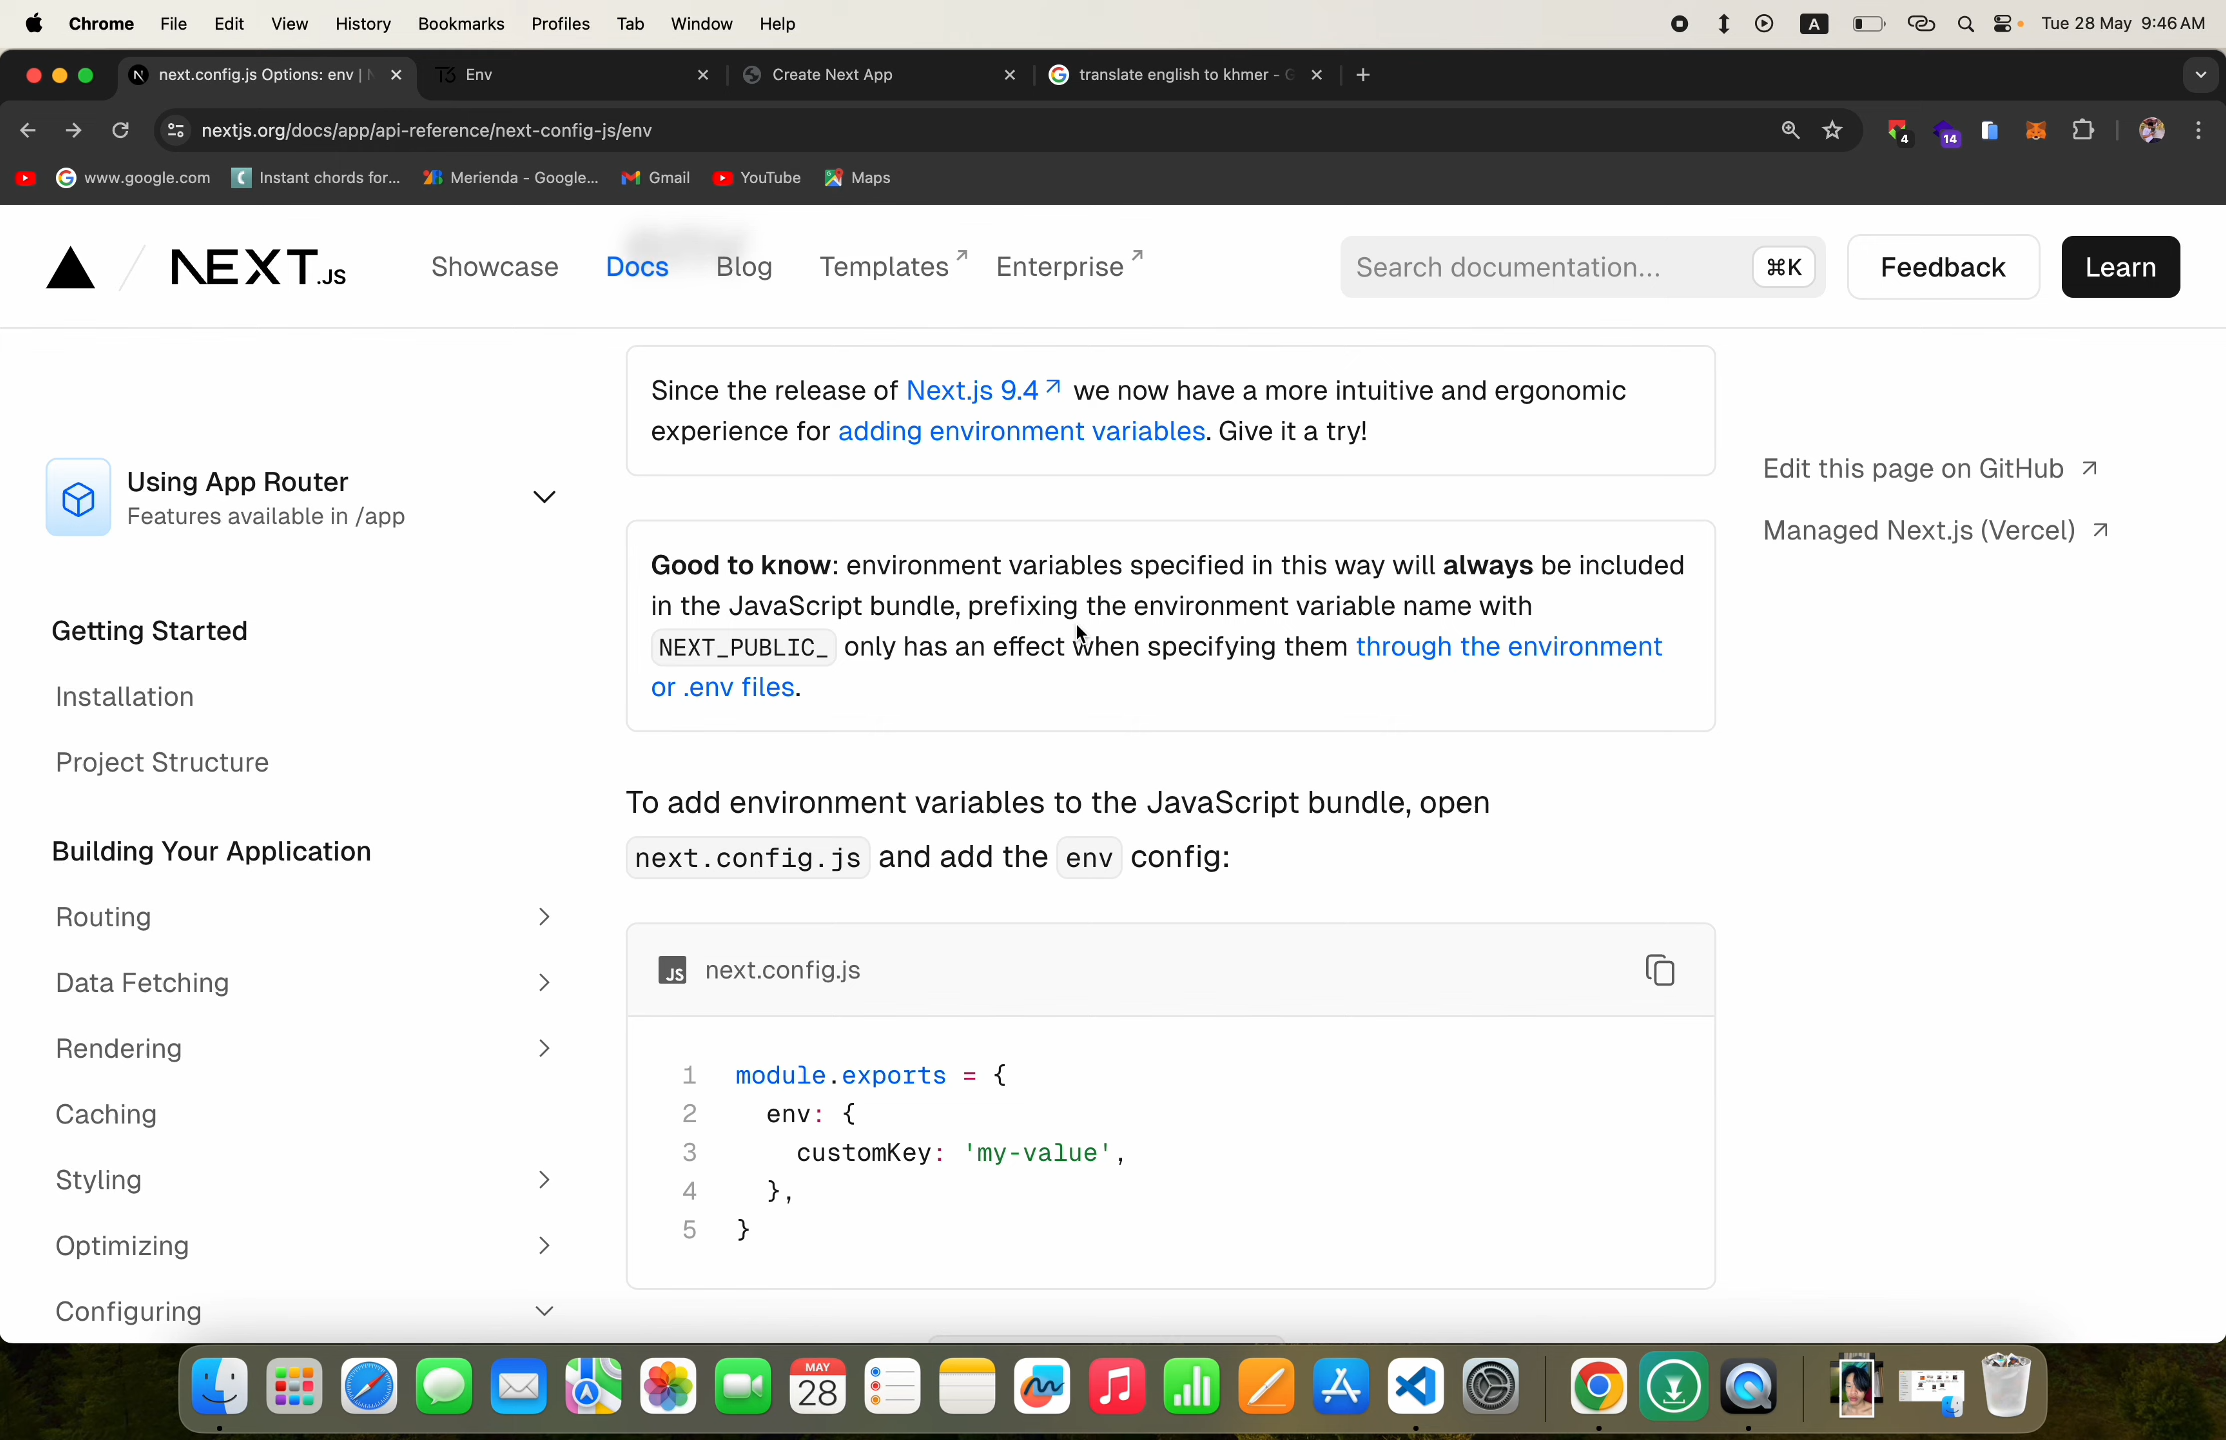 Chrome File Edit View History Bookmarks Profiles Tab Window Help A Tue 28 May 9:46 AM
next.config.js Options: env | Env Create Next App translate english to khmer -
nextjs.org/docs/app/api-reference/next-config-js/env 4 14
www.google.com Instant chords for... Merienda - Google... Gmail YouTube Maps
NEXT.JS Showcase Docs Blog Templates Enterprise Search documentation... ⌘K Feedback Learn
Using App Router
Features available in /app
Getting Started
Installation
Project Structure
Building Your Application
Routing
Data Fetching
Rendering
Caching
Styling
Optimizing
Configuring
Since the release of Next.js 9.4 we now have a more intuitive and ergonomic
experience for adding environment variables. Give it a try!
Good to know: environment variables specified in this way will always be included
in the JavaScript bundle, prefixing the environment variable name with
NEXT_PUBLIC_ only has an effect when specifying them through the environment
or .env files.
To add environment variables to the JavaScript bundle, open
next.config.js and add the env config:
JS next.config.js
1 module.exports = {
2 env: {
3 customKey: 'my-value',
4 },
5 }
Edit this page on GitHub
Managed Next.js (Vercel)
MAY
28